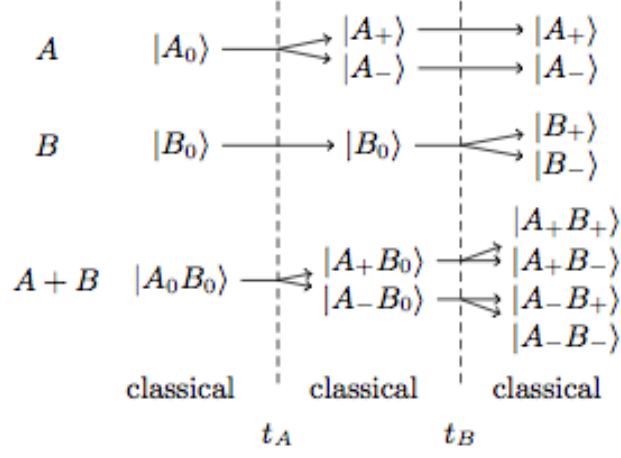 A |A₀⟩ |A₊⟩ |A₊⟩
|A₋⟩ |A₋⟩
B |B₀⟩ |B₀⟩ |B₊⟩
|B₋⟩
|A₊B₊⟩
A + B |A₀B₀⟩ |A₊B₀⟩ |A₊B₋⟩
|A₋B₀⟩ |A₋B₊⟩
|A₋B₋⟩
classical classical classical
t_A t_B